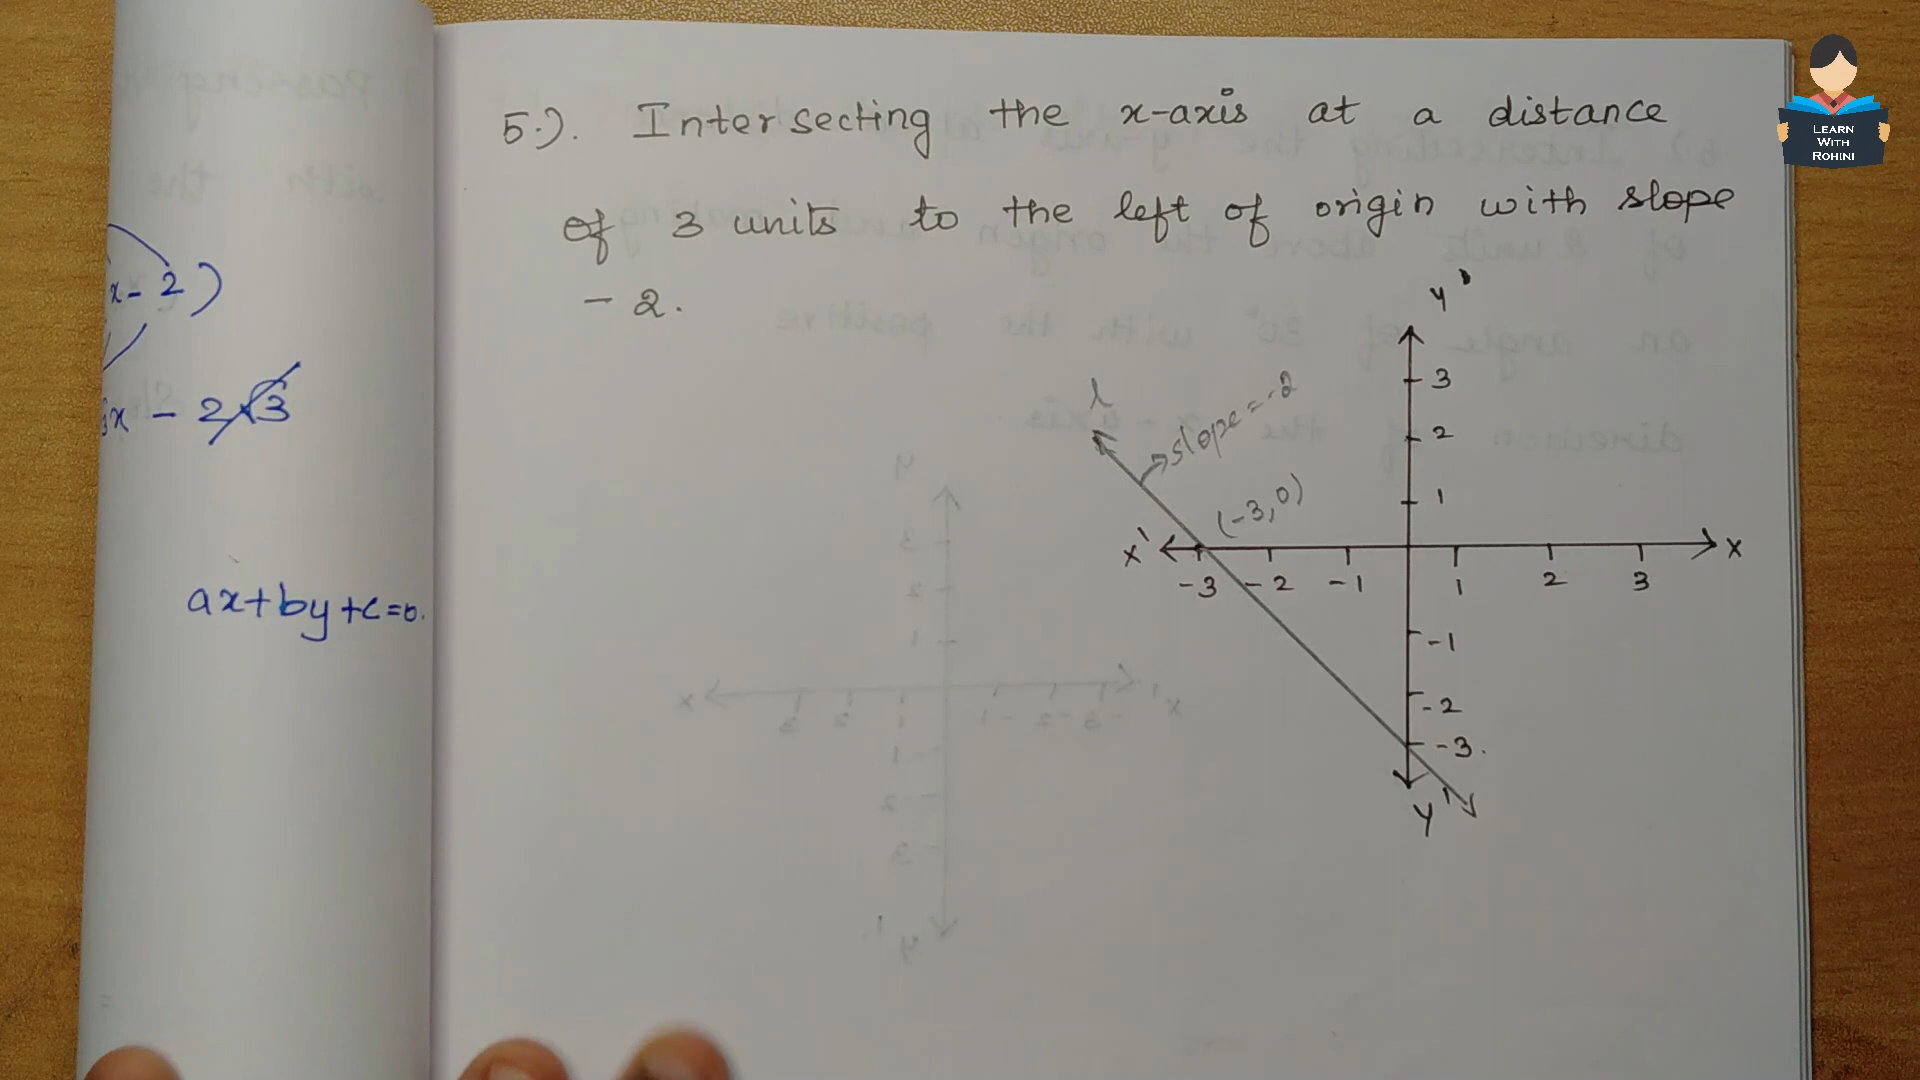 x-2)
3x - 2√3
ax+by+c=0.
5.). Intersecting the x-axis at a distance
of 3 units to the left of origin with slope
- 2.
y'
3
2
1
l
slope = -2
(-3,0)
x'
x
-3 -2 -1 1 2 3
-1
-2
-3.
y'
LEARN
WITH
ROHINI